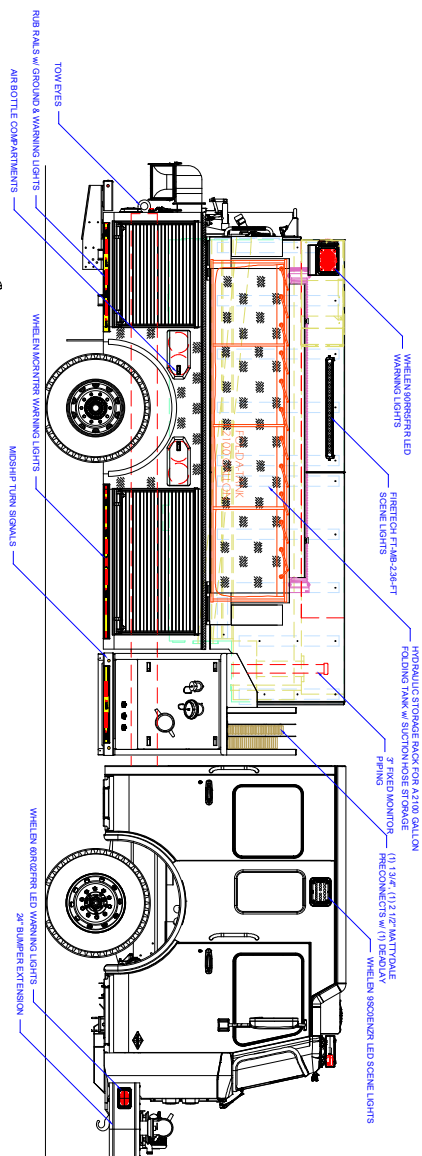 WHELEN 90RR5FRR LED
WARNING LIGHTS
FIRETECH FT-MB-2.36-FT
SCENE LIGHTS
HYDRAULIC STORAGE RACK FOR A 2100 GALLON
FOLDING TANK w/ SUCTION HOSE STORAGE
3" FIXED MONITOR
PIPING
(1) 1 3/4", (1) 2 1/2" MATTYDALE
PRECONNECTS w/ (1) DEADLAY
WHELEN 9SC0ENZR LED SCENE LIGHTS
TOW EYES
RUB RAILS w/ GROUND & WARNING LIGHTS
AIR BOTTLE COMPARTMENTS
WHELEN MCRNTRR WARNING LIGHTS
MIDSHIP TURN SIGNALS
WHELEN 60R02FRR LED WARNING LIGHTS
24" BUMPER EXTENSION